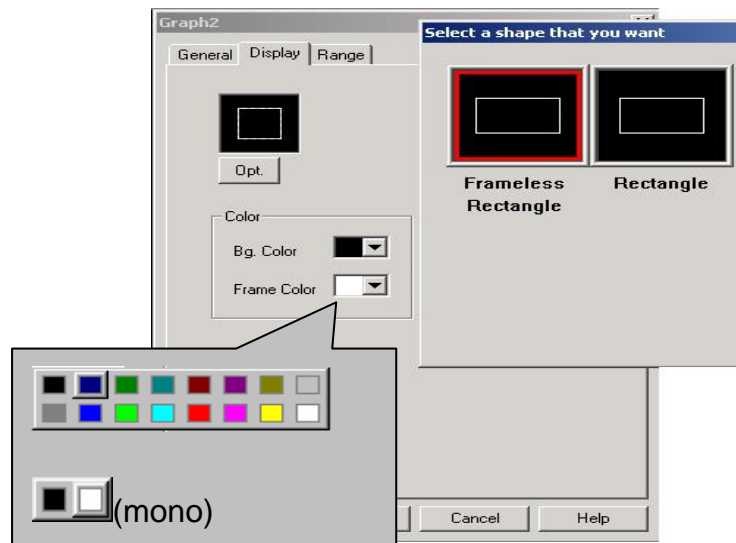 Graph2
Select a shape that you want
General Display Range
Opt.
Frameless
Rectangle
Rectangle
Color
Bg. Color
Frame Color
(mono)
Cancel
Help